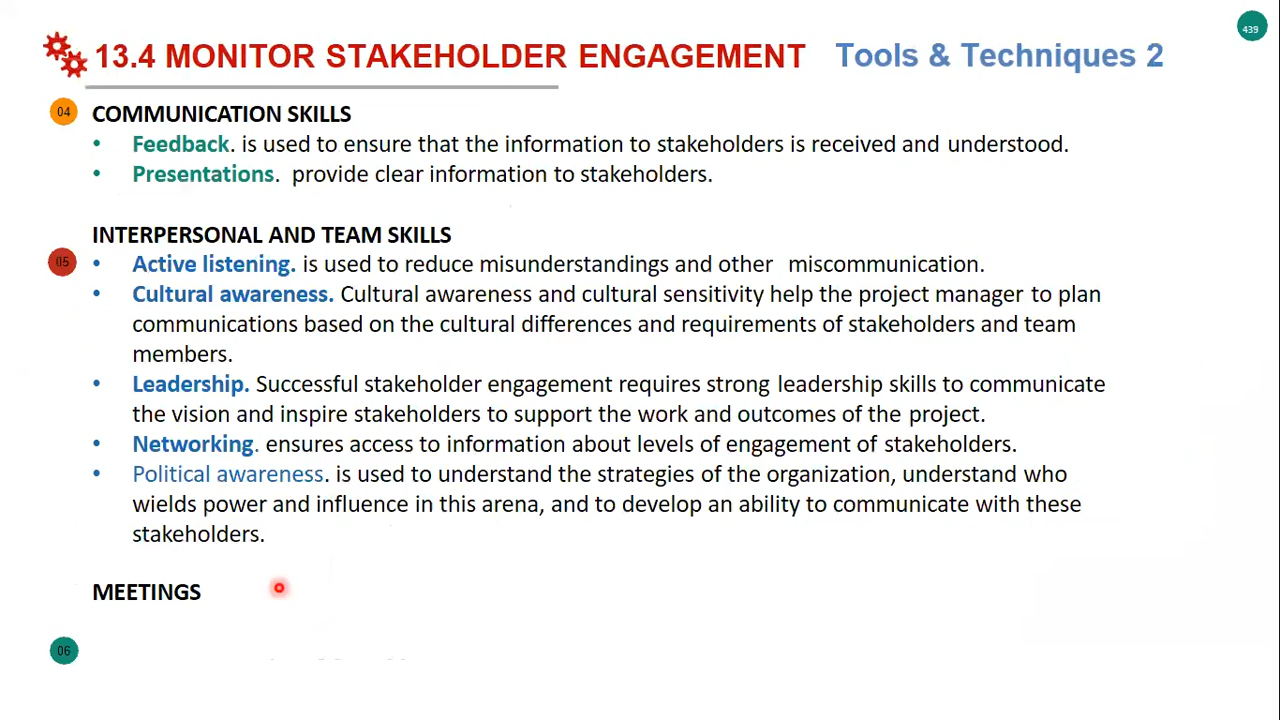 439
13.4 MONITOR STAKEHOLDER ENGAGEMENT Tools & Techniques 2
04 COMMUNICATION SKILLS
• Feedback. is used to ensure that the information to stakeholders is received and understood.
• Presentations. provide clear information to stakeholders.
INTERPERSONAL AND TEAM SKILLS
05 • Active listening. is used to reduce misunderstandings and other miscommunication.
• Cultural awareness. Cultural awareness and cultural sensitivity help the project manager to plan
communications based on the cultural differences and requirements of stakeholders and team
members.
• Leadership. Successful stakeholder engagement requires strong leadership skills to communicate
the vision and inspire stakeholders to support the work and outcomes of the project.
• Networking. ensures access to information about levels of engagement of stakeholders.
• Political awareness. is used to understand the strategies of the organization, understand who
wields power and influence in this arena, and to develop an ability to communicate with these
stakeholders.
MEETINGS
06